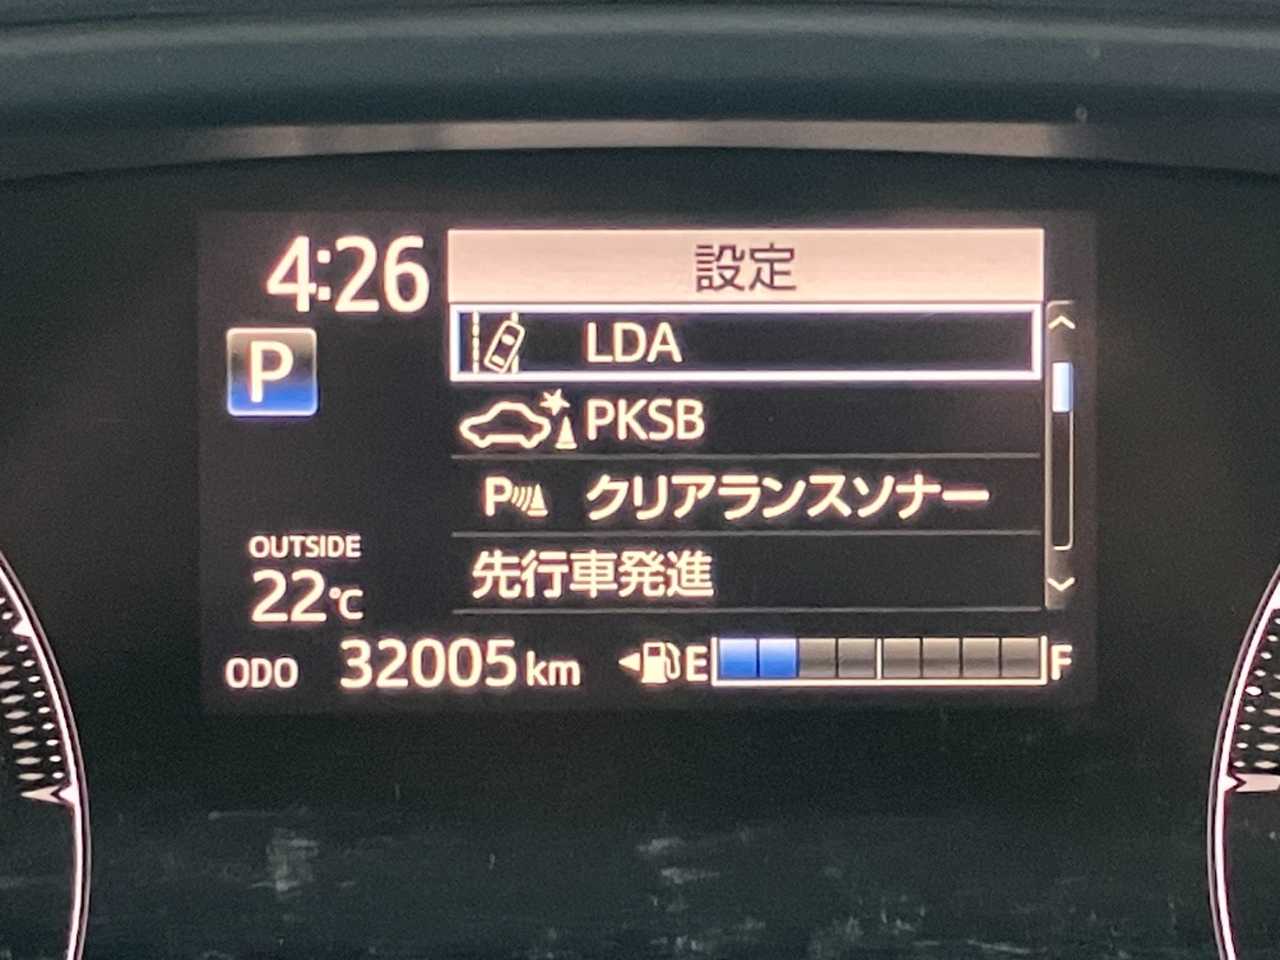 4:26
設定
LDA
P
PKSB
P クリアランスソナー
先行車発進
OUTSIDE
22℃
ODO 32005 km
E F